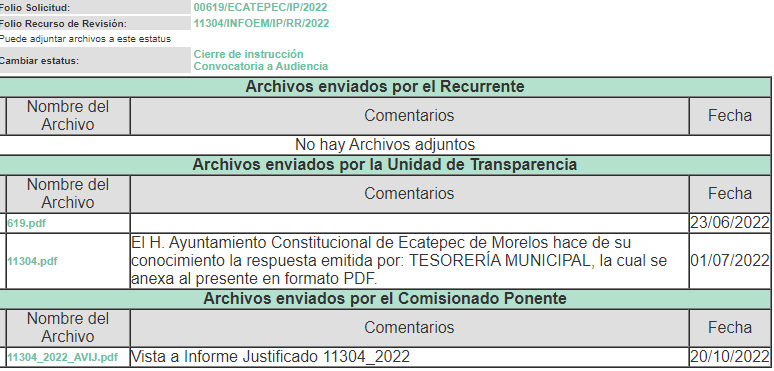 Folio Solicitud: 00619/ECATEPEC/IP/2022
Folio Recurso de Revisión: 11304/INFOEM/IP/RR/2022
Puede adjuntar archivos a este estatus
Cambiar estatus: Cierre de instrucción
Convocatoria a Audiencia
Archivos enviados por el Recurrente
Nombre del Archivo Comentarios Fecha
No hay Archivos adjuntos
Archivos enviados por la Unidad de Transparencia
Nombre del Archivo Comentarios Fecha
619.pdf 23/06/2022
11304.pdf El H. Ayuntamiento Constitucional de Ecatepec de Morelos hace de su
conocimiento la respuesta emitida por: TESORERÍA MUNICIPAL, la cual se
anexa al presente en formato PDF. 01/07/2022
Archivos enviados por el Comisionado Ponente
Nombre del Archivo Comentarios Fecha
11304_2022_AVIJ.pdf Vista a Informe Justificado 11304_2022 20/10/2022